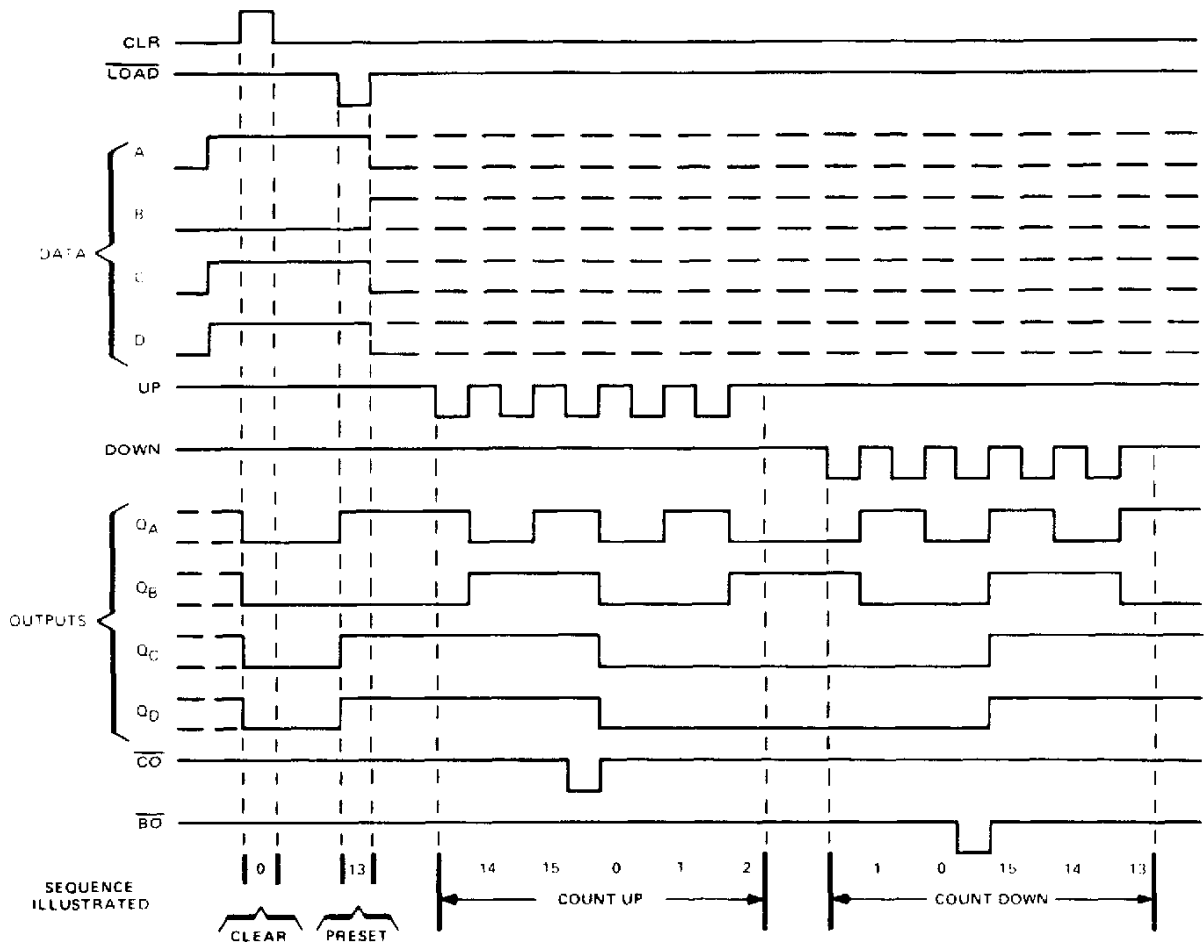 CLR
LOAD
A
B
DATA
C
D
UP
DOWN
QA
QB
OUTPUTS
QC
QD
CO
BO
SEQUENCE
ILLUSTRATED
0 13 14 15 0 1 2 1 0 15 14 13
COUNT UP COUNT DOWN
CLEAR PRESET